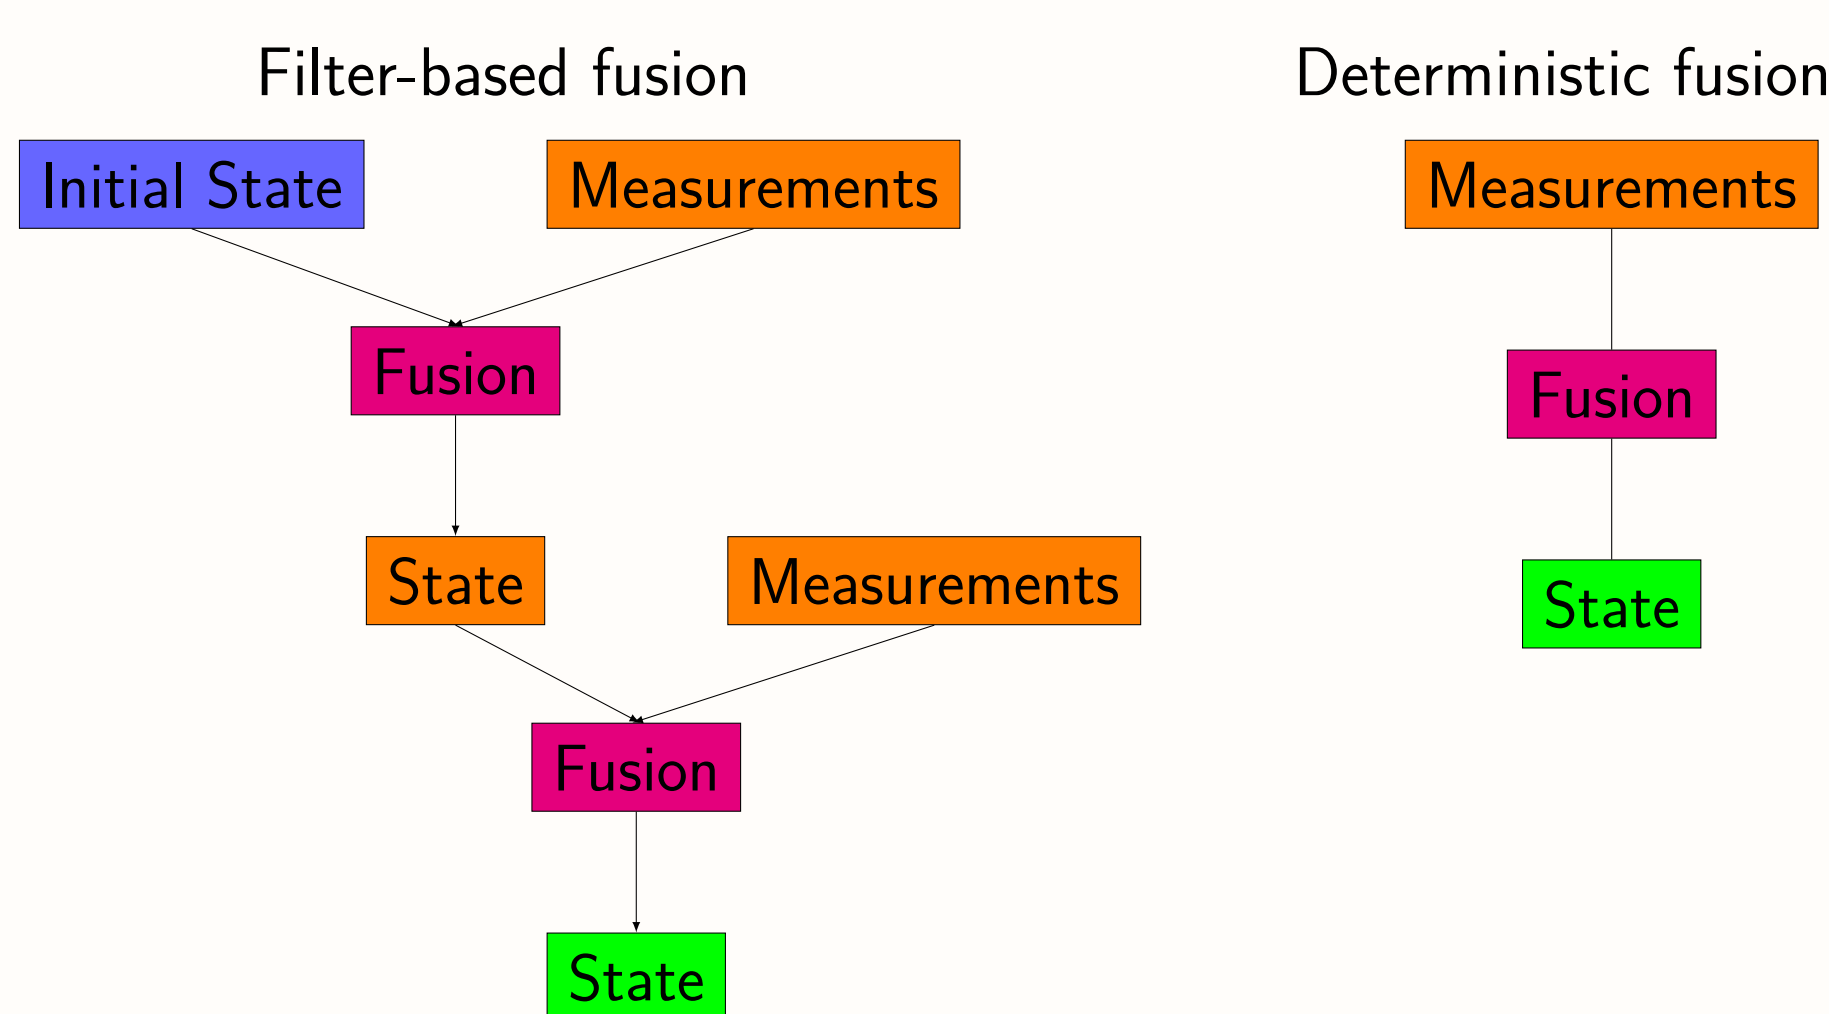 Filter-based fusion
Initial State
Measurements
Fusion
State
Measurements
Fusion
State
Deterministic fusion
Measurements
Fusion
State